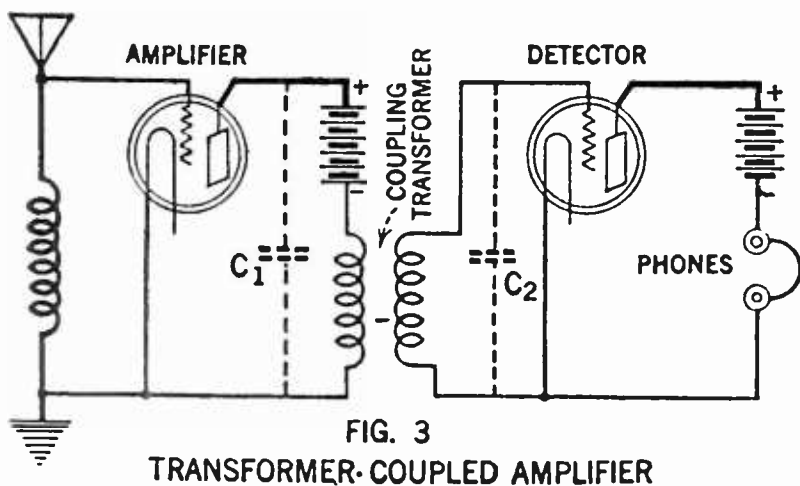 AMPLIFIER
DETECTOR
COUPLING
TRANSFORMER
+
+
-
C1
C2
-
PHONES
FIG. 3
TRANSFORMER-COUPLED AMPLIFIER